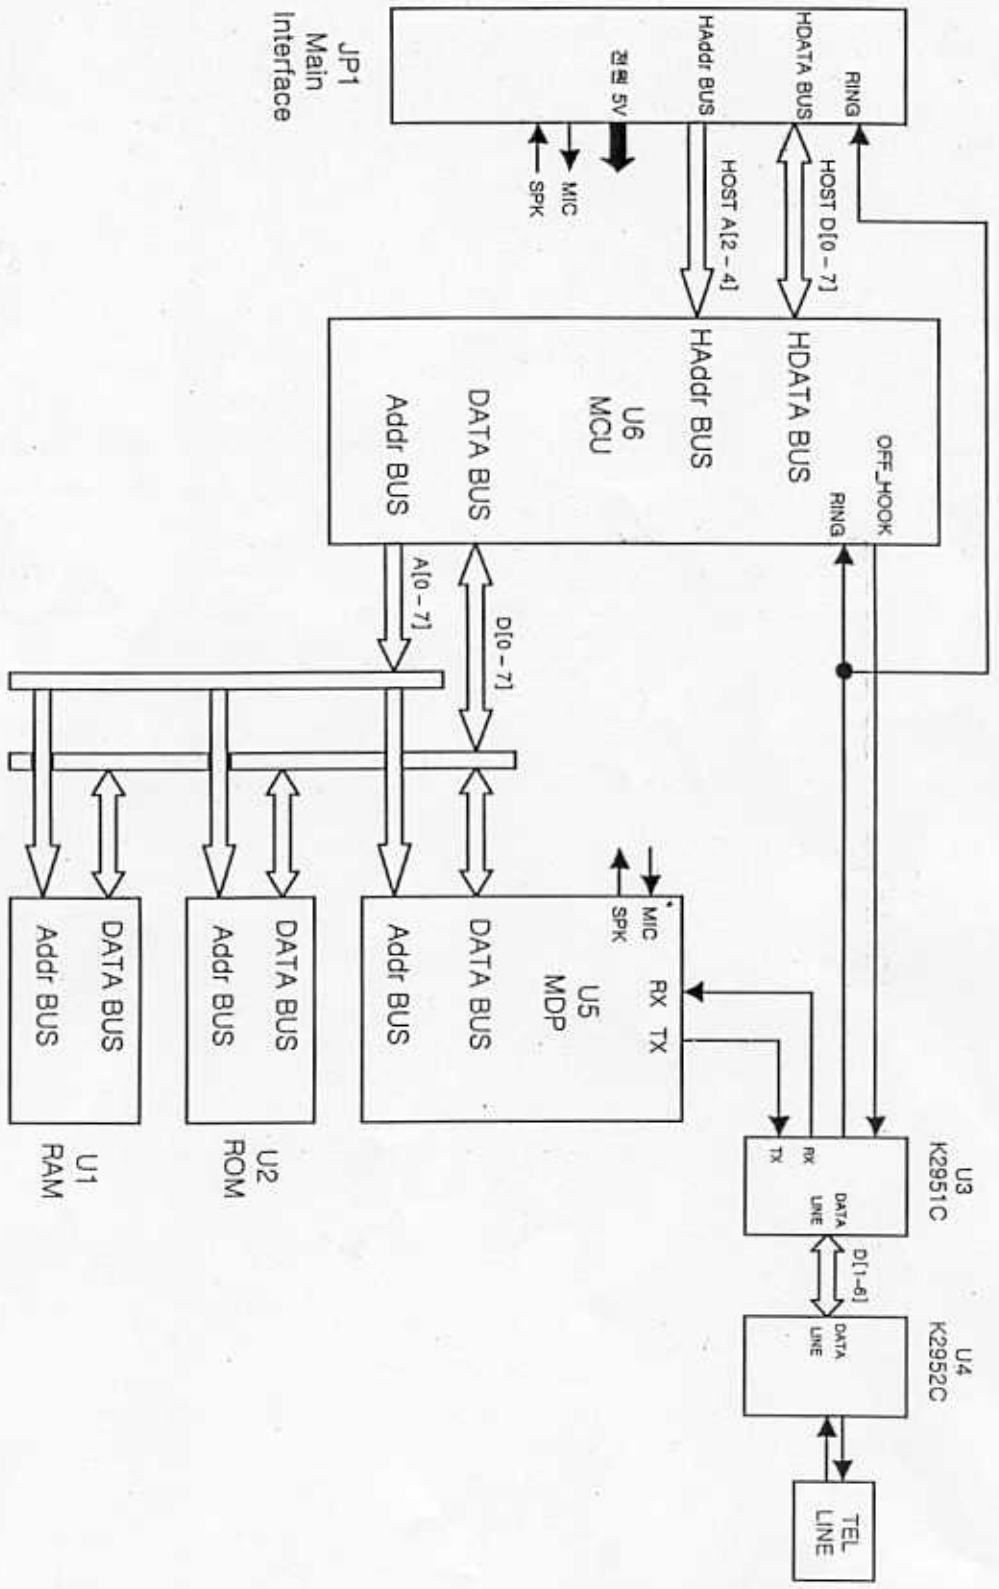 JP1
Main
Interface
RING
HDATA BUS
HAddr BUS
전원 5V
MIC
SPK
HOST D[0-7]
HOST A[2-4]
OFF_HOOK
RING
HDATA BUS
HAddr BUS
U6
MCU
DATA BUS
Addr BUS
D[0-7]
A[0-7]
MIC
SPK
RX
TX
U5
MDP
DATA BUS
Addr BUS
DATA BUS
Addr BUS
U2
ROM
DATA BUS
Addr BUS
U1
RAM
U3
K2951C
RX
TX
DATA
LINE
D[1-6]
U4
K2952C
DATA
LINE
TEL
LINE